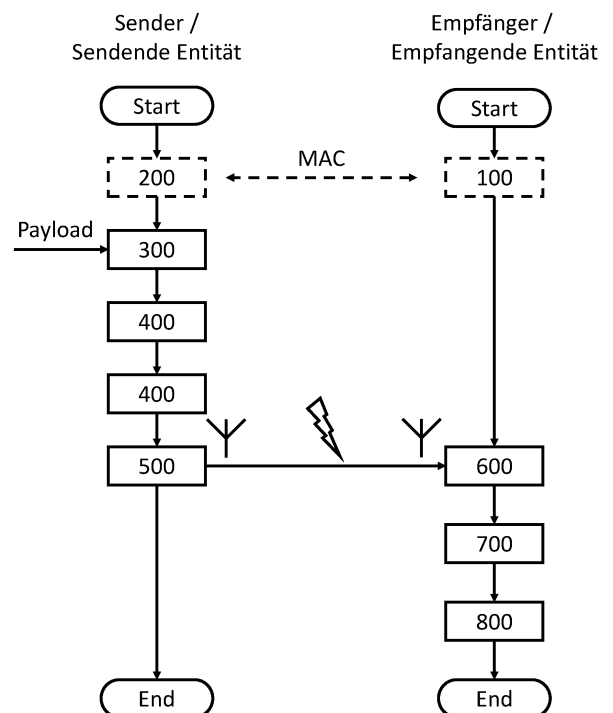 Sender /
Sendende Entität
Empfänger /
Empfangende Entität
Start
Start
200
MAC
100
Payload
300
400
400
500
600
700
800
End
End